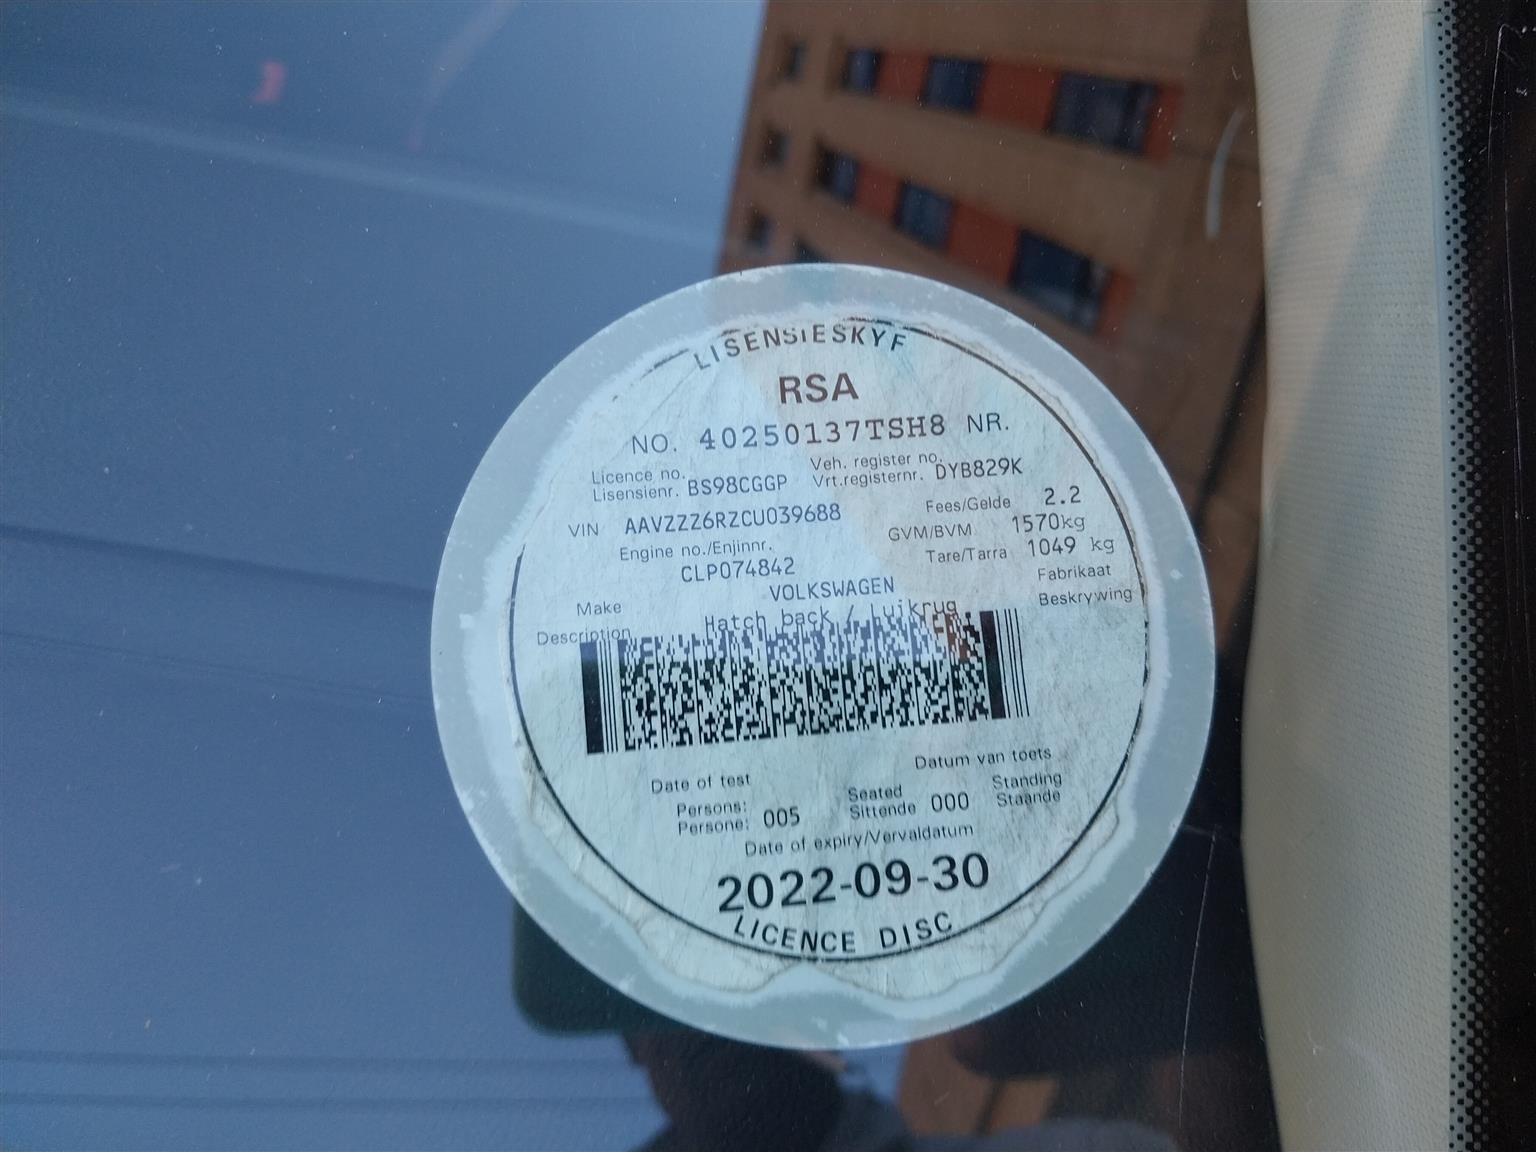 LISENSIESKYF
RSA
NO. 40250137TSH8 NR.
Licence no. Lisensienr. BS98CGGP Veh. register no. Vrt.registernr. DYB829K
VIN AAVZZZ6RZCU039688 Fees/Gelde 2.2
GVM/BVM 1570kg
Engine no./Enjinnr. Tare/Tarra 1049 kg
CLP074842
Make VOLKSWAGEN Fabrikaat
Description Hatch back / Luikrug Beskrywing
Date of test Datum van toets
Persons: Persone: 005 Seated Sittende 000 Standing Staande
Date of expiry/Vervaldatum
2022-09-30
LICENCE DISC